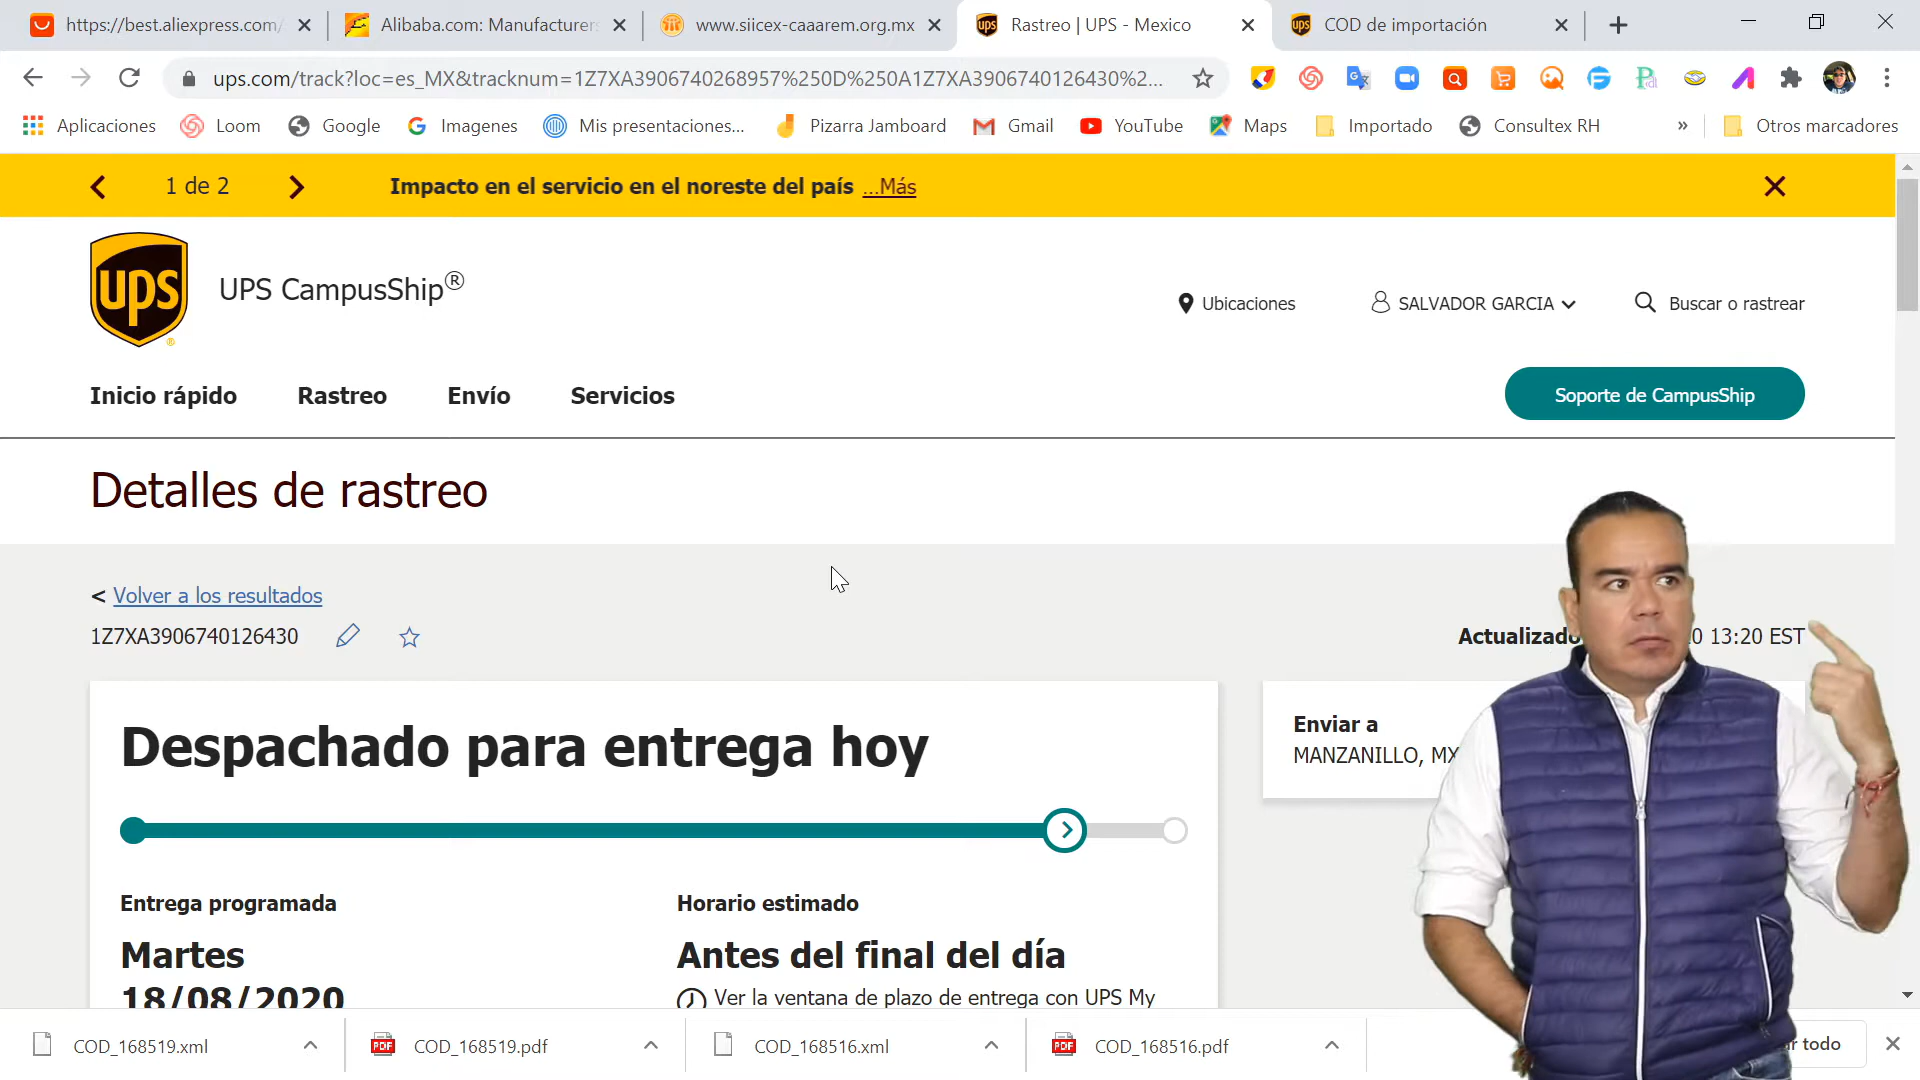 https://best.aliexpress.com/
Alibaba.com: Manufacturers
www.siicex-caaarem.org.mx
Rastreo | UPS - Mexico
COD de importación
ups.com/track?loc=es_MX&tracknum=1Z7XA3906740268957%250D%250A1Z7XA3906740126430%2...
Aplicaciones
Loom
Google
Imagenes
Mis presentaciones...
Pizarra Jamboard
Gmail
YouTube
Maps
Importado
Consultex RH
»
Otros marcadores
1 de 2
Impacto en el servicio en el noreste del país ...Más
ups
UPS CampusShip®
Ubicaciones
SALVADOR GARCIA
Buscar o rastrear
Inicio rápido
Rastreo
Envío
Servicios
Soporte de CampusShip
Detalles de rastreo
< Volver a los resultados
1Z7XA3906740126430
Actualizado 0 13:20 EST
Despachado para entrega hoy
Enviar a
MANZANILLO, MX
Entrega programada
Martes
18/08/2020
Horario estimado
Antes del final del día
Ver la ventana de plazo de entrega con UPS My
COD_168519.xml
COD_168519.pdf
COD_168516.xml
COD_168516.pdf
todo